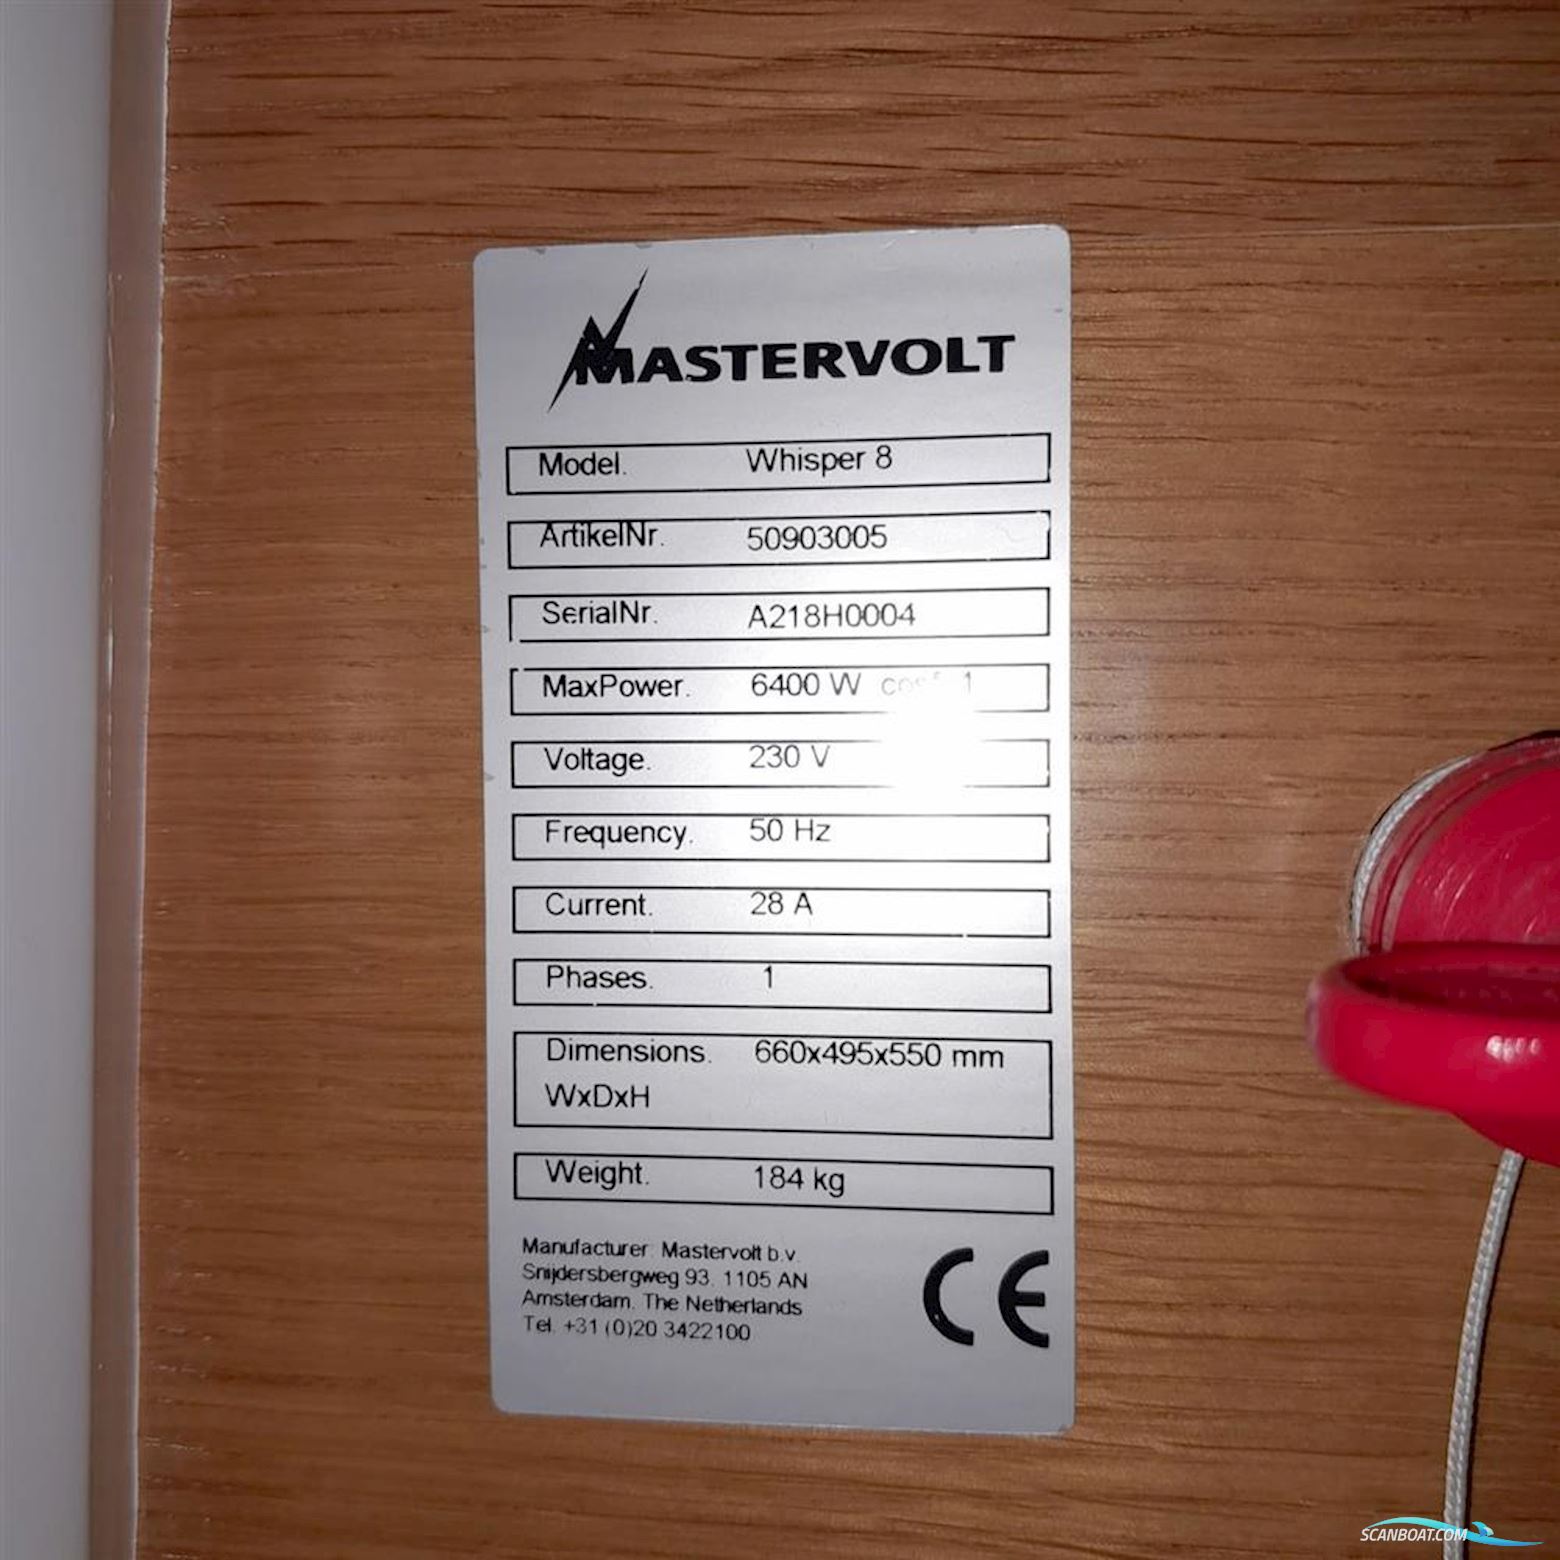 MASTERVOLT
Model. Whisper 8
ArtikelNr. 50903005
SerialNr. A218H0004
MaxPower. 6400 W 1
Voltage. 230 V
Frequency. 50 Hz
Current. 28 A
Phases. 1
Dimensions. 660x495x550 mm
WxDxH
Weight. 184 kg
Manufacturer: Mastervolt b.v.
Snijdersbergweg 93. 1105 AN
Amsterdam. The Netherlands
Tel. +31 (0)20 3422100
CE
SCANBOAT.COM